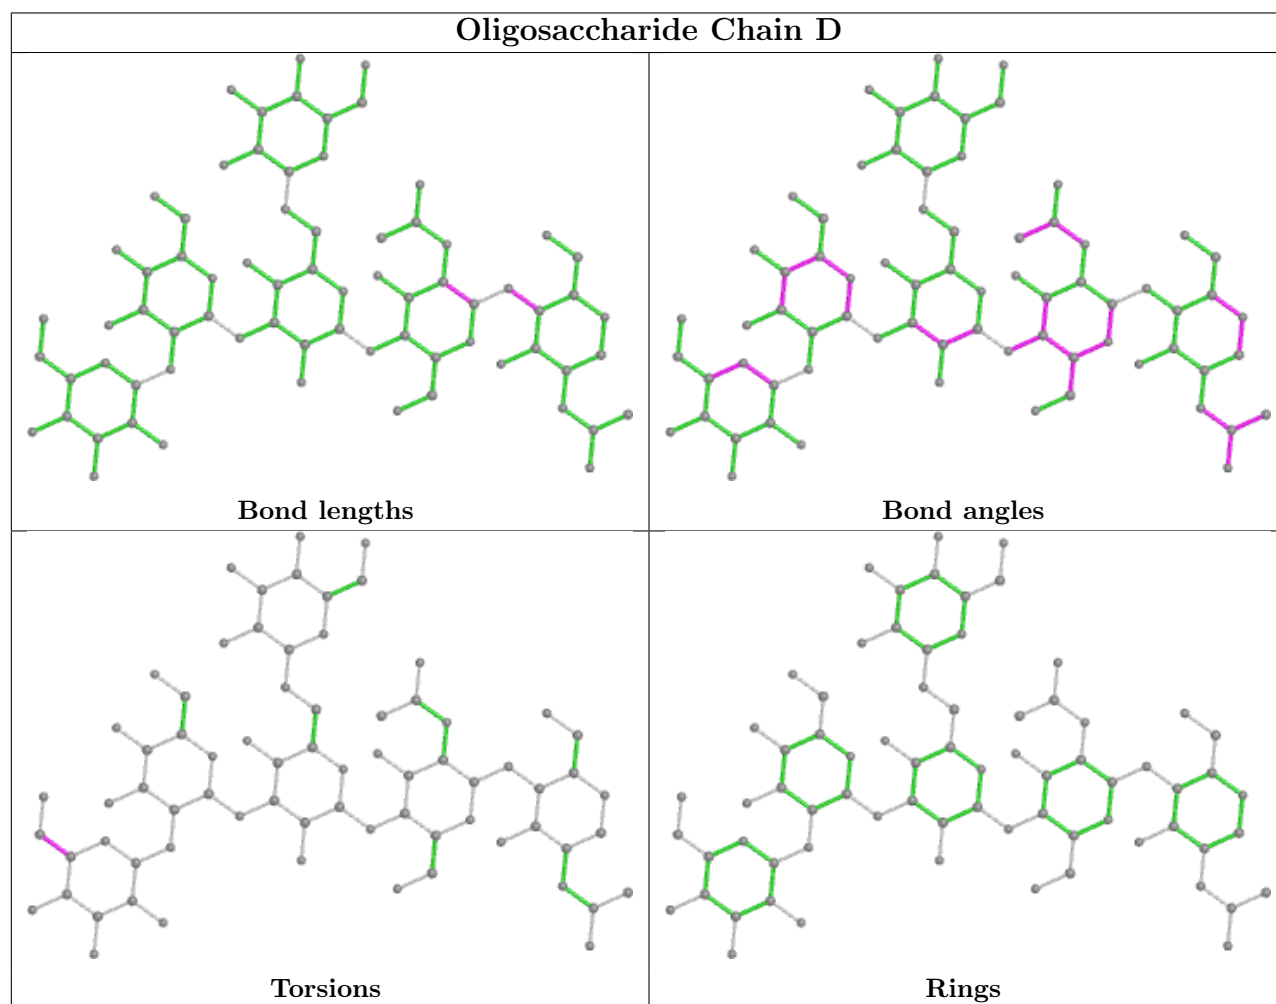 Oligosaccharide Chain D
Bond lengths
Bond angles
Torsions
Rings